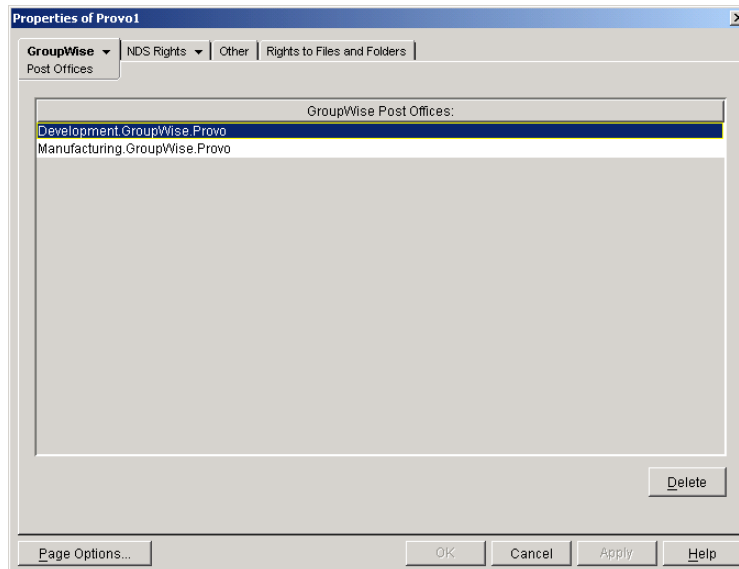 Properties of Provo1
GroupWise NDS Rights Other Rights to Files and Folders
Post Offices
GroupWise Post Offices:
Development.GroupWise.Provo
Manufacturing.GroupWise.Provo
Delete
Page Options... OK Cancel Apply Help